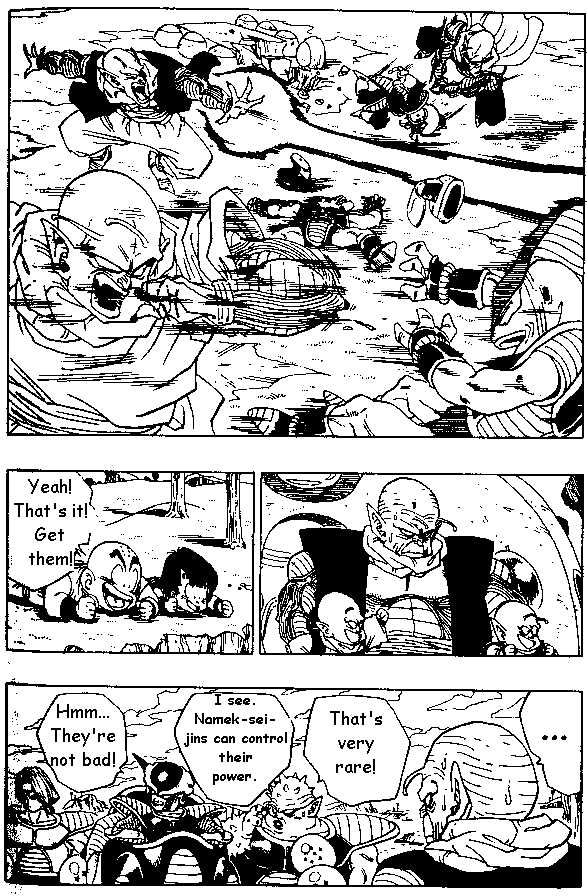 Yeah!
That's it!
Get
them!
Hmm...
They're
not bad!
I see.
Namek-sei-
jins can control
their
power.
That's
very
rare!
...